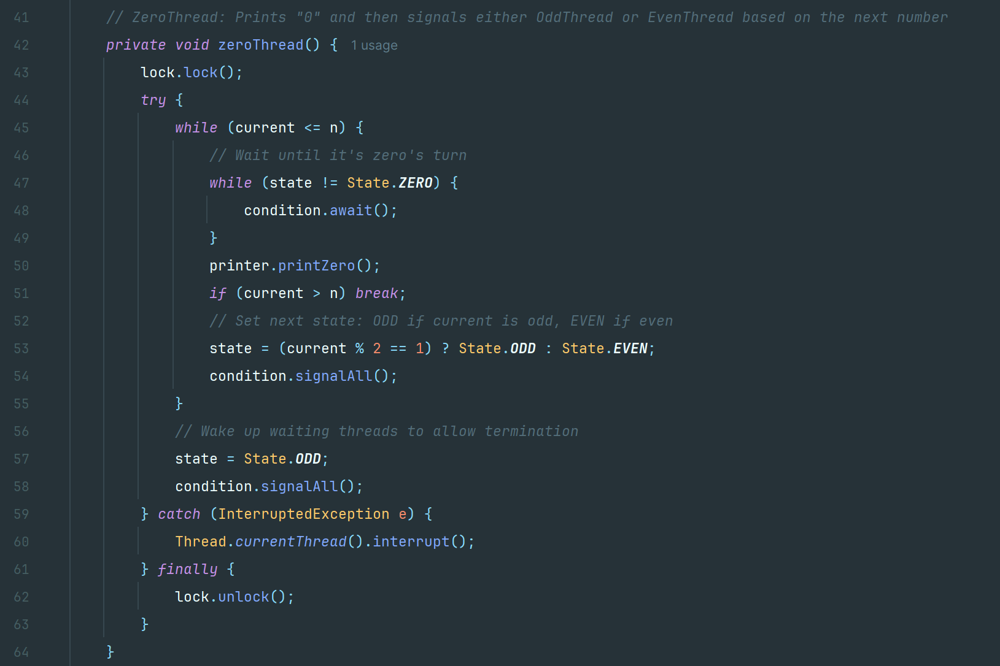 41 // ZeroThread: Prints "0" and then signals either OddThread or EvenThread based on the next number
42 private void zeroThread() { 1 usage
43 lock.lock();
44 try {
45 while (current <= n) {
46 // Wait until it's zero's turn
47 while (state != State.ZERO) {
48 condition.await();
49 }
50 printer.printZero();
51 if (current > n) break;
52 // Set next state: ODD if current is odd, EVEN if even
53 state = (current % 2 == 1) ? State.ODD : State.EVEN;
54 condition.signalAll();
55 }
56 // Wake up waiting threads to allow termination
57 state = State.ODD;
58 condition.signalAll();
59 } catch (InterruptedException e) {
60 Thread.currentThread().interrupt();
61 } finally {
62 lock.unlock();
63 }
64 }